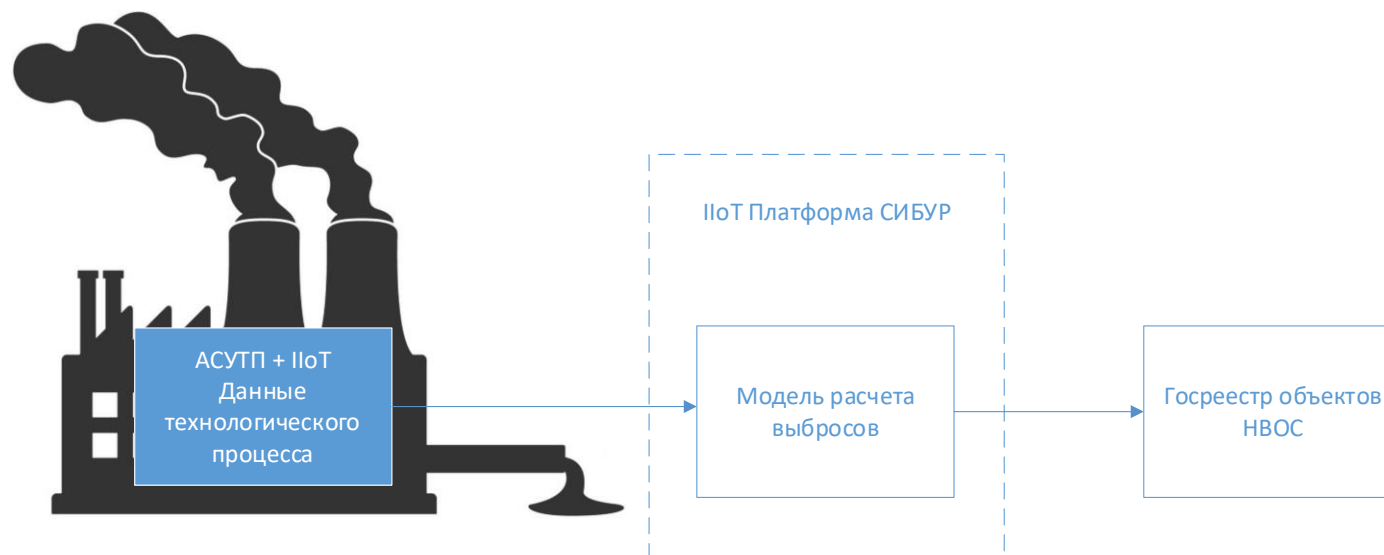 IIoT Платформа СИБУР
АСУТП + IIoT
Данные
технологического
процесса
Модель расчета
выбросов
Госреестр объектов
НВОС